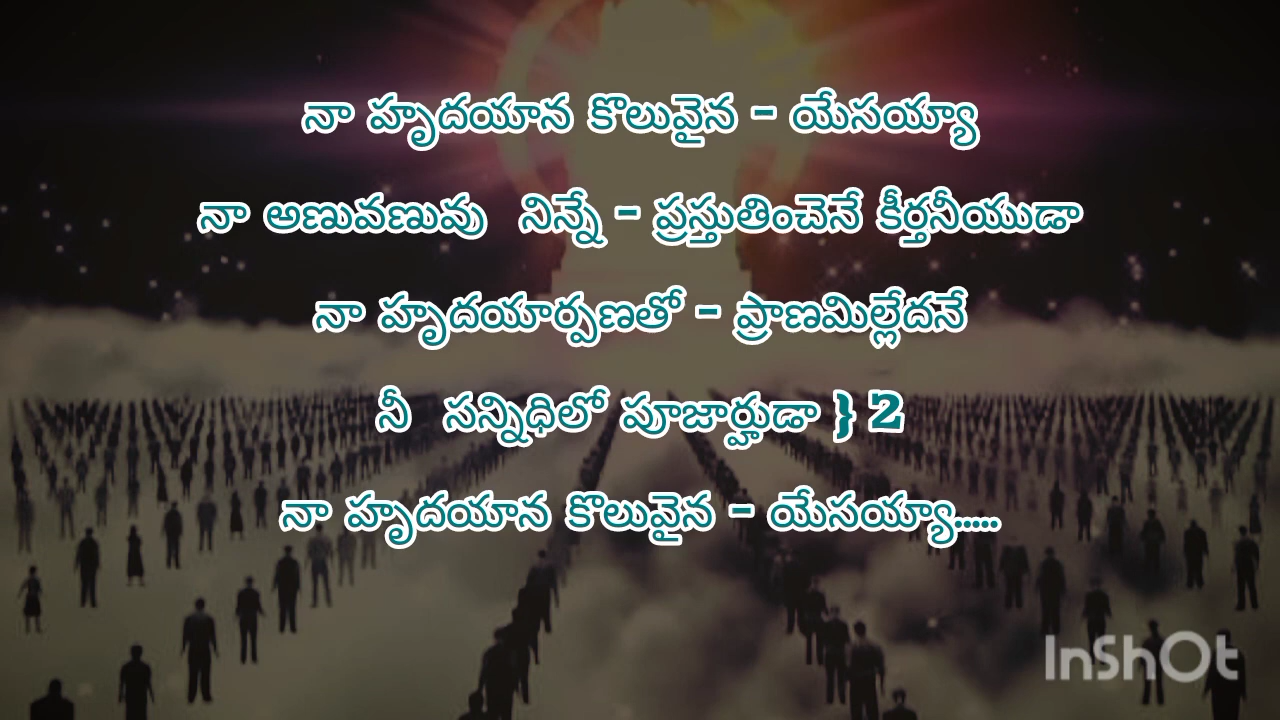 నా హృదయాన కొలువైన - యేసయ్యా
నా అణువణువు నిన్నే - ప్రస్తుతించెనే కీర్తనీయుడా
నా హృదయార్పణతో - ప్రాణమిల్లేదనే
నీ సన్నిధిలో పూజార్హుడా } 2
నా హృదయాన కొలువైన - యేసయ్యా.....
InShOt